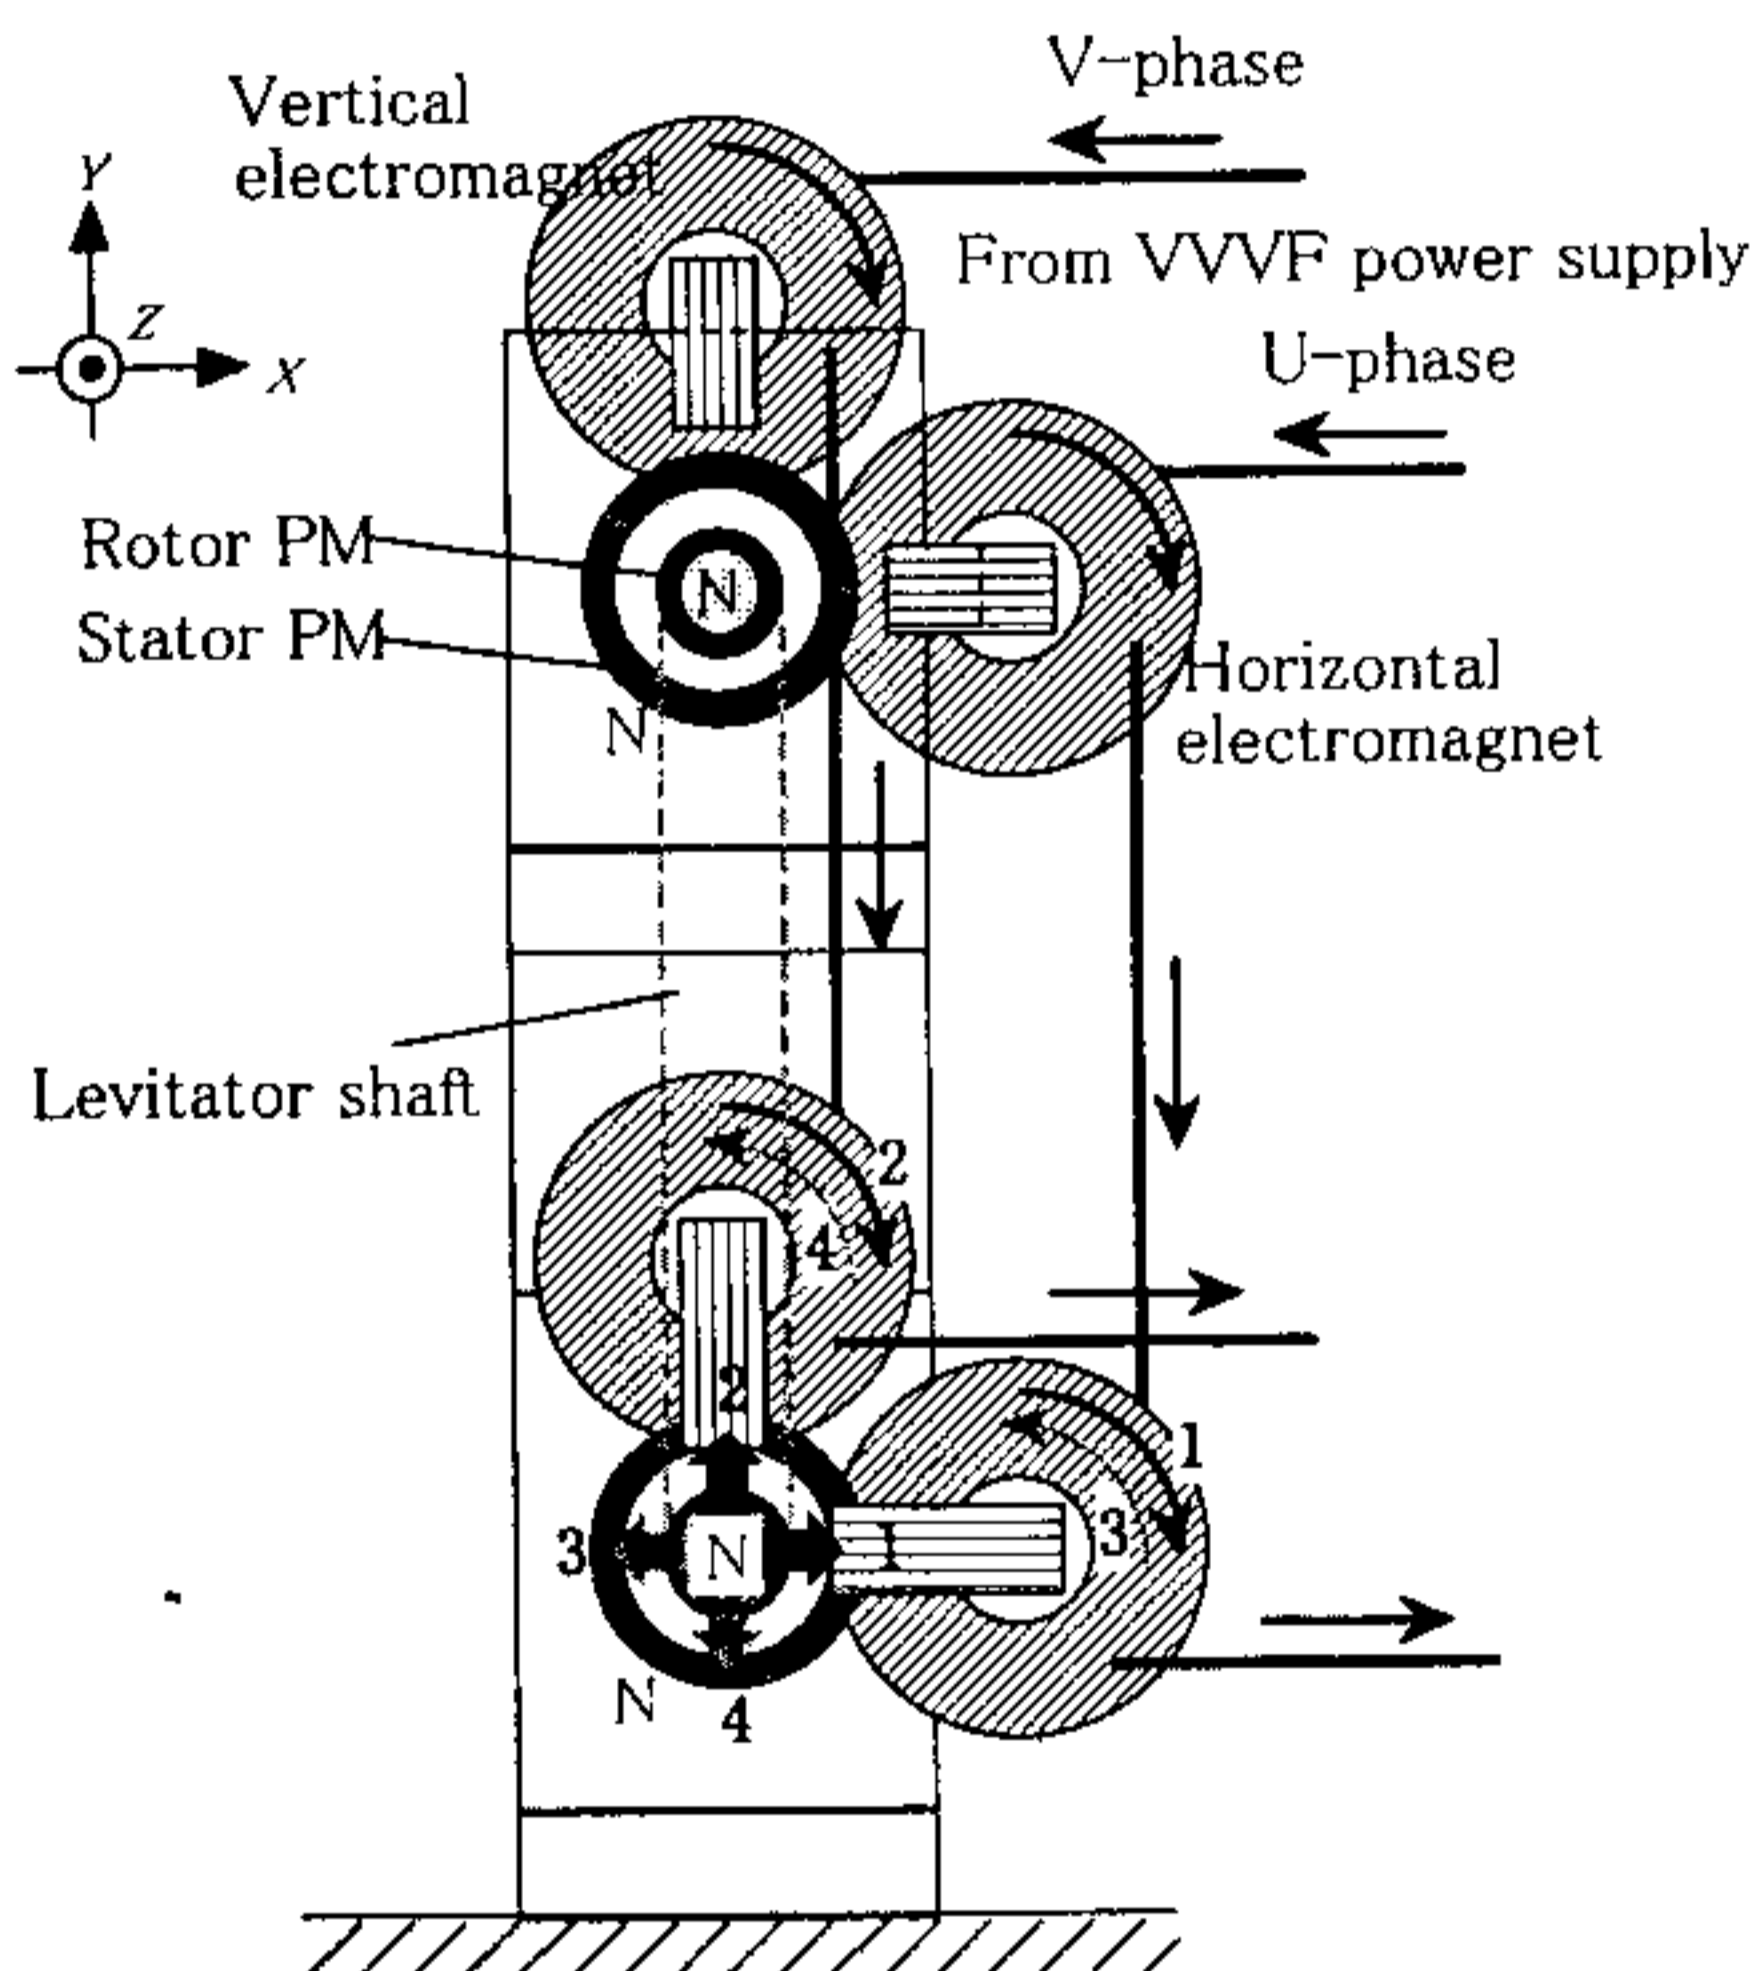 V-phase
Vertical
electromagnet
Y
From VVVF power supply
Z
X
U-phase
Rotor PM
N
Stator PM
Horizontal
electromagnet
N
Levitator shaft
2
4
2
1
3
3
N
1
N
4